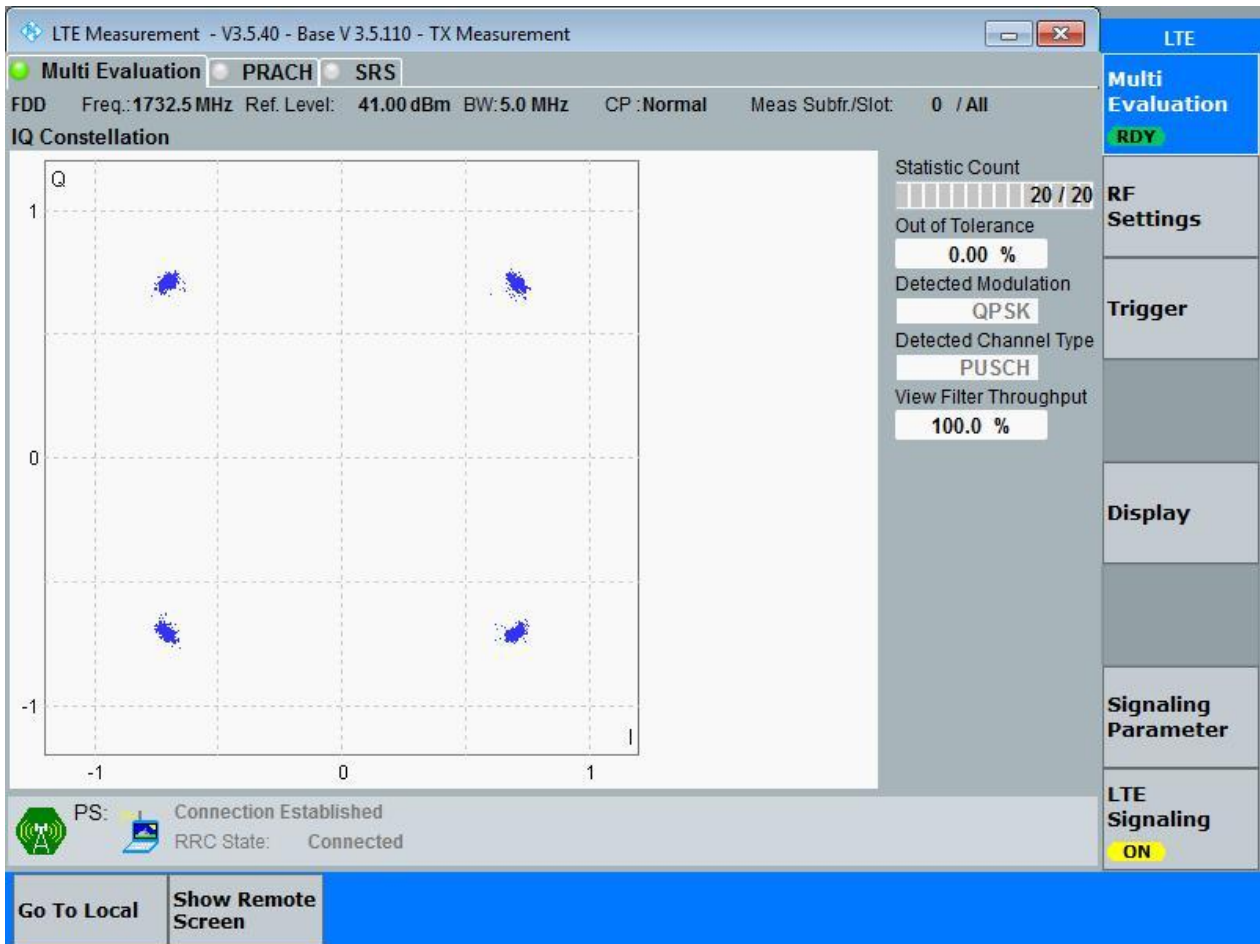 LTE Measurement - V3.5.40 - Base V 3.5.110 - TX Measurement
LTE
Multi Evaluation PRACH SRS
FDD Freq.:1732.5 MHz Ref. Level: 41.00 dBm BW:5.0 MHz CP :Normal Meas Subfr./Slot: 0 / All
IQ Constellation
Q
1
0
-1
I
-1 0 1
Statistic Count
20 / 20
Out of Tolerance
0.00 %
Detected Modulation
QPSK
Detected Channel Type
PUSCH
View Filter Throughput
100.0 %
Multi
Evaluation
RDY
RF
Settings
Trigger
Display
Signaling
Parameter
LTE
Signaling
ON
PS: Connection Established
RRC State: Connected
Go To Local
Show Remote
Screen